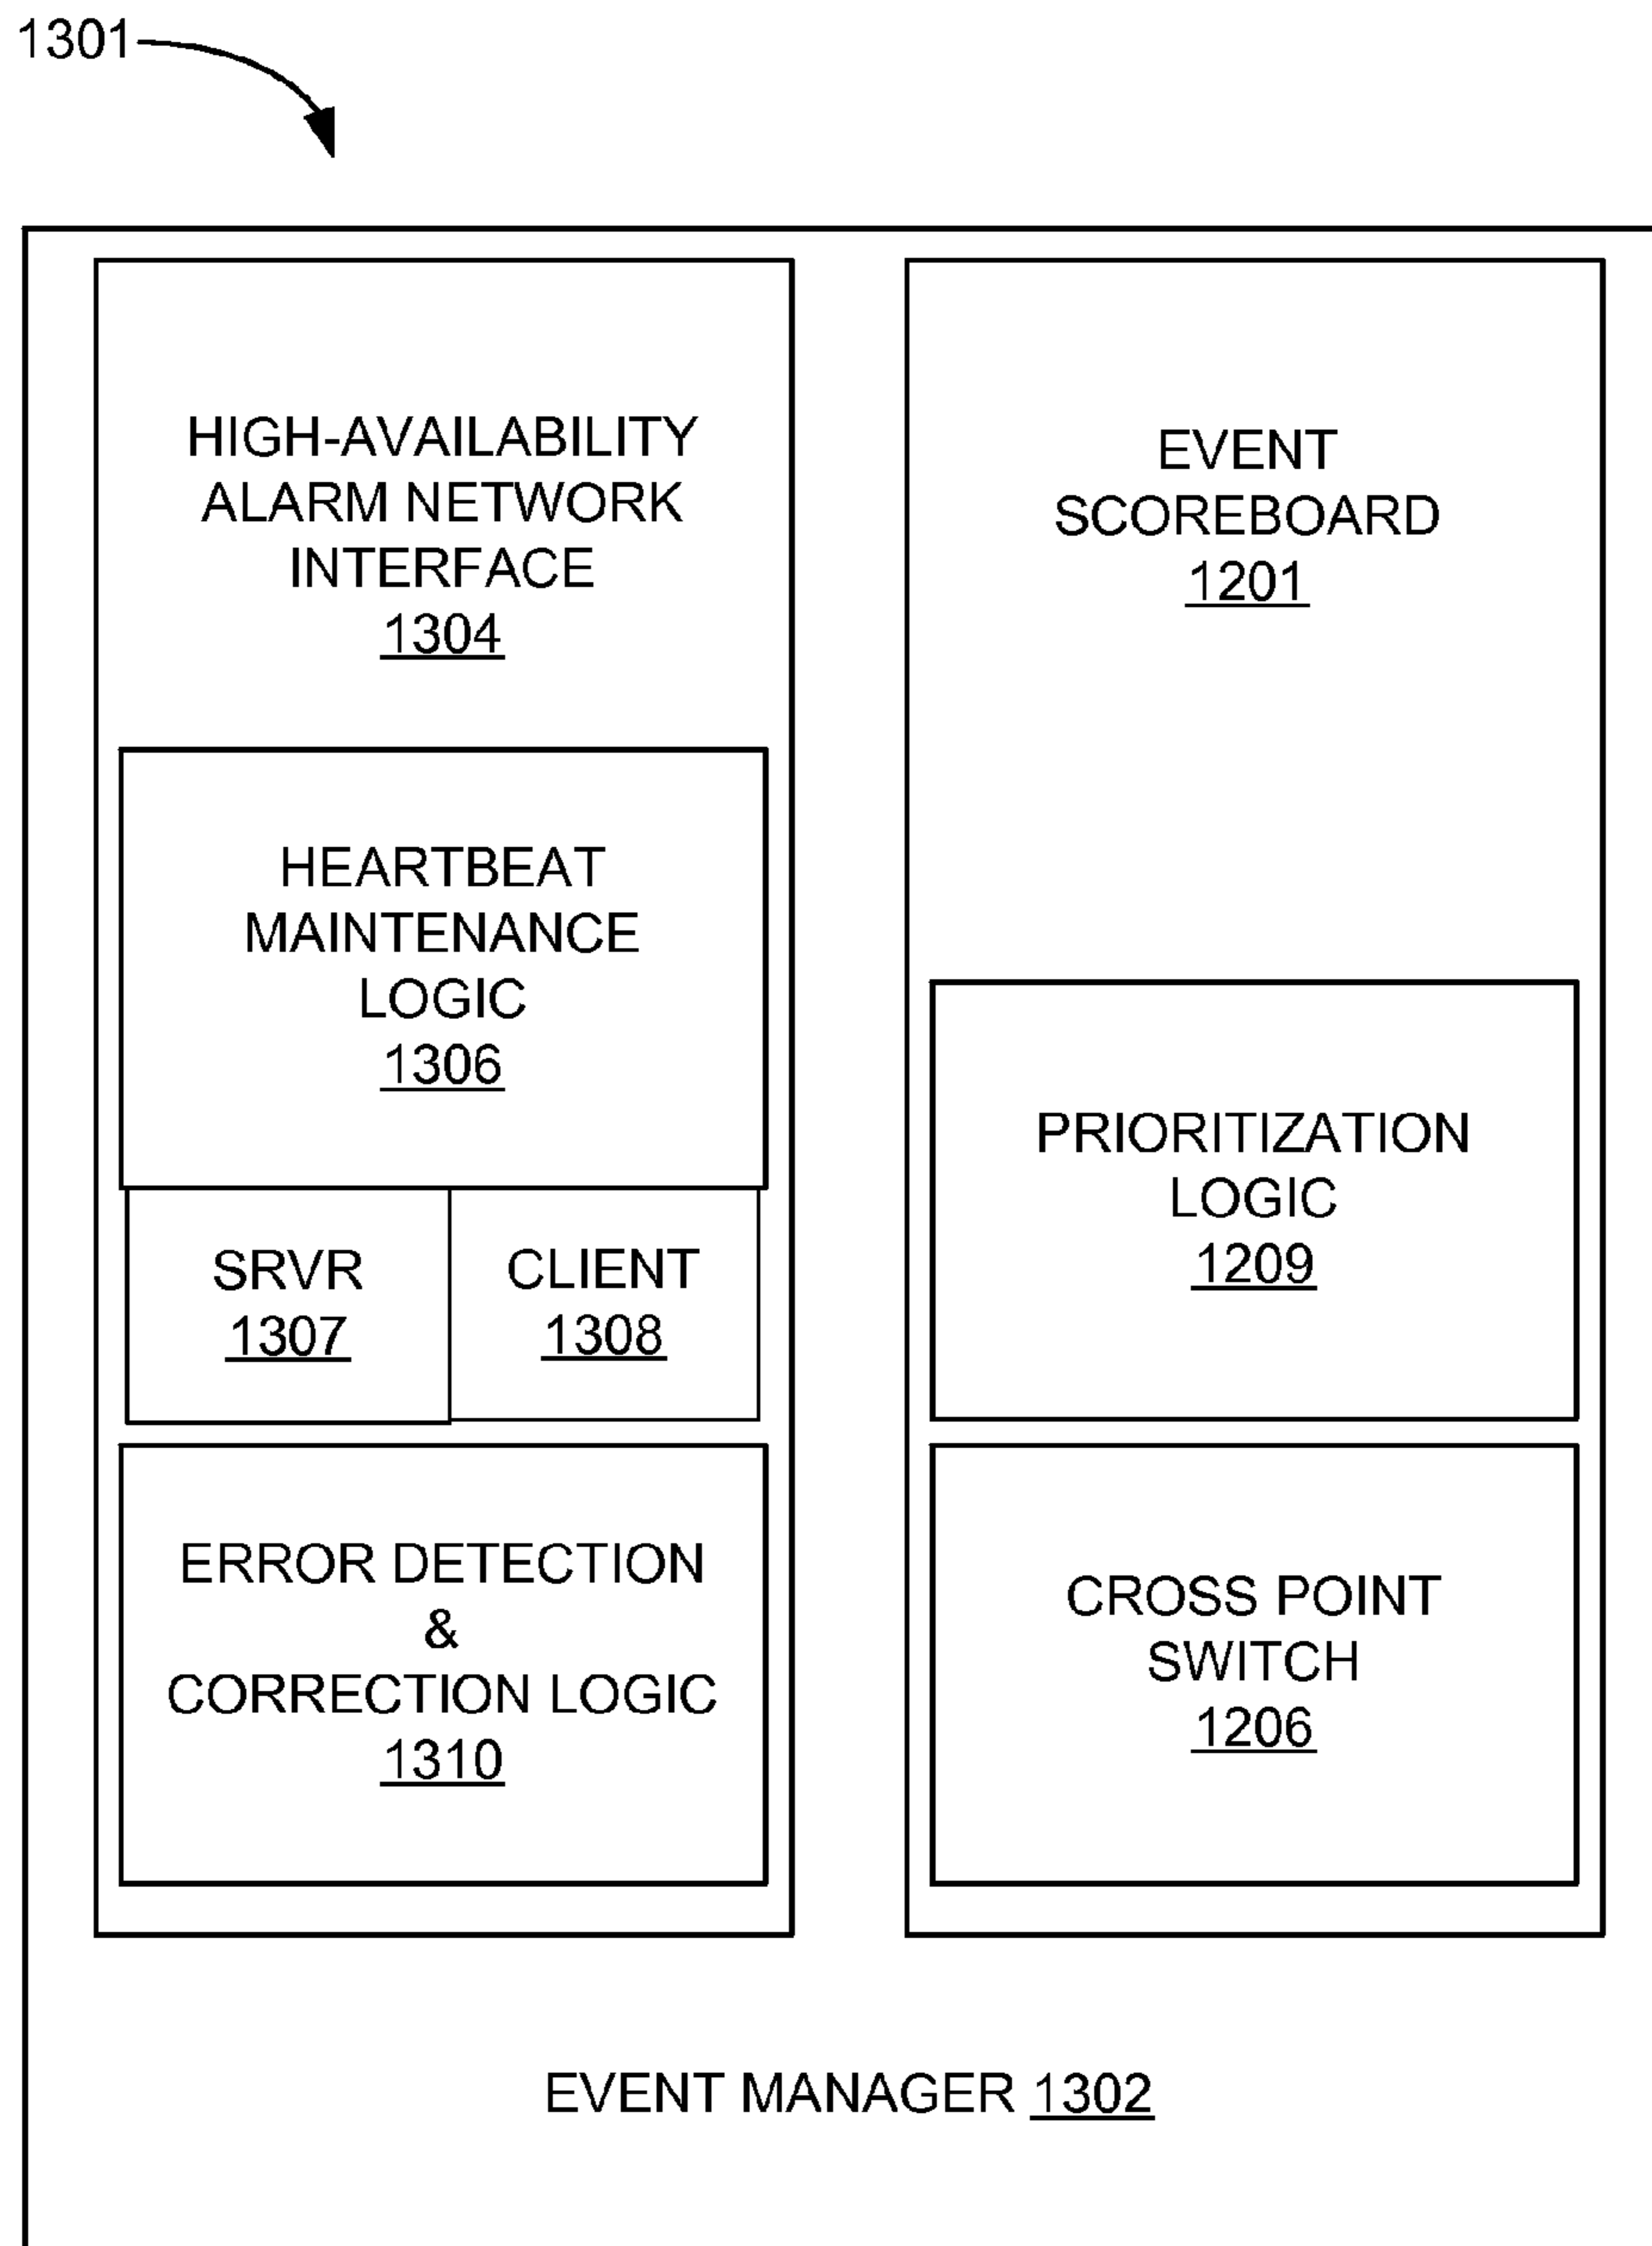 1301
HIGH-AVAILABILITY
ALARM NETWORK
INTERFACE
1304
HEARTBEAT
MAINTENANCE
LOGIC
1306
SRVR
1307
CLIENT
1308
ERROR DETECTION
&
CORRECTION LOGIC
1310
EVENT
SCOREBOARD
1201
PRIORITIZATION
LOGIC
1209
CROSS POINT
SWITCH
1206
EVENT MANAGER 1302